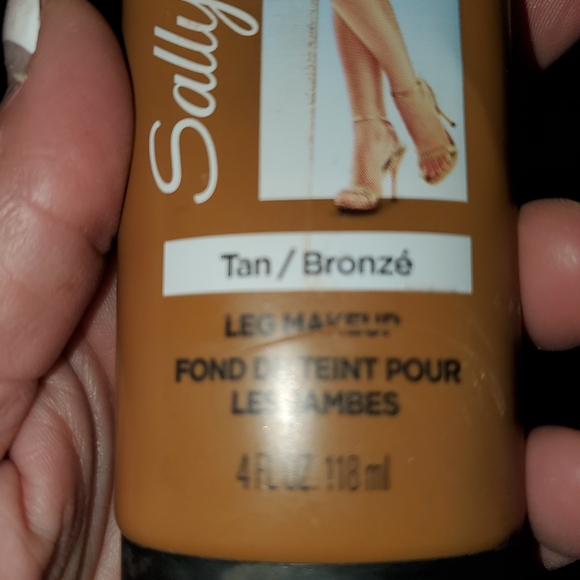 Sally
Tan / Bronzé
LEG MAKEUP
FOND DE TEINT POUR
LES JAMBES
4 FL OZ 118 ml